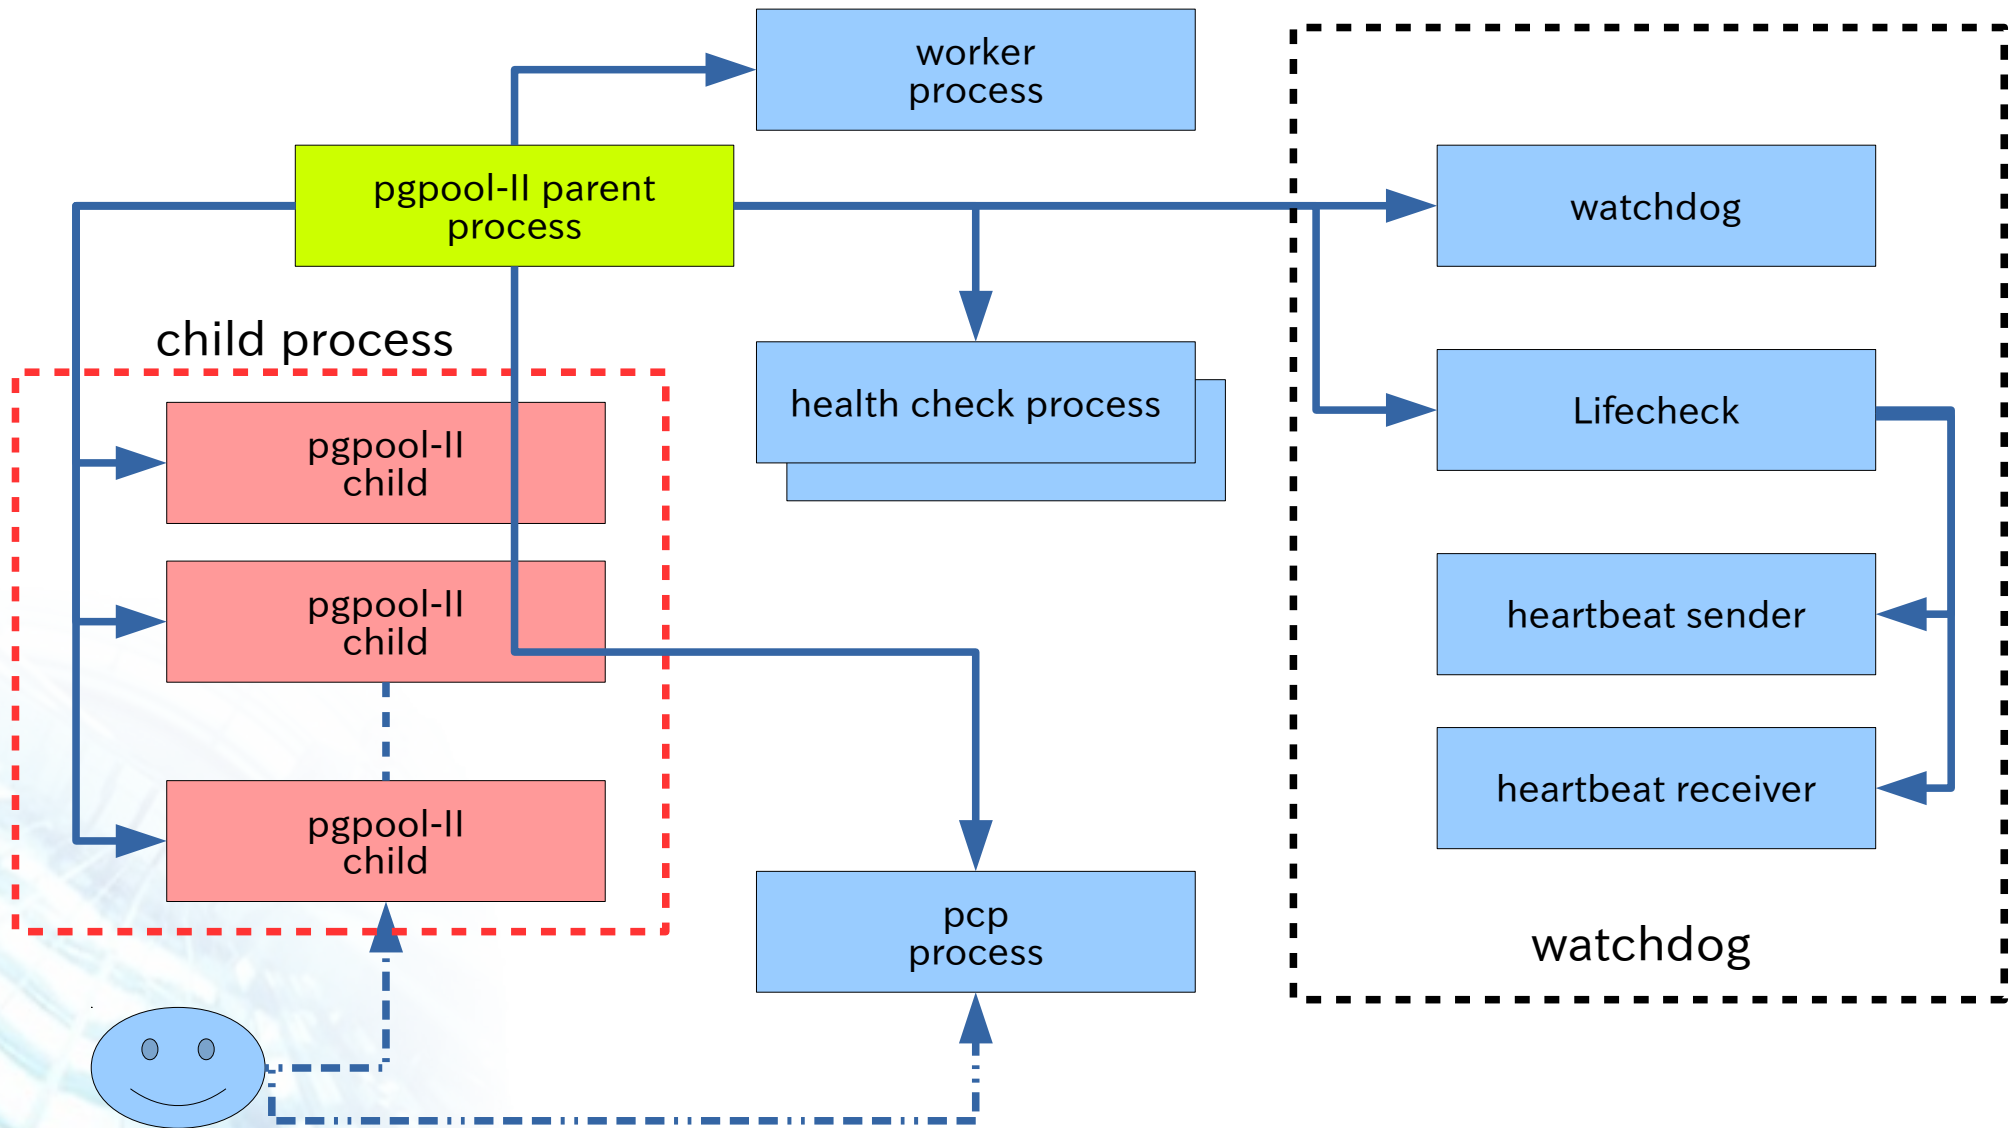 worker
process
pgpool-II parent
process
watchdog
child process
health check process
Lifecheck
pgpool-II
child
pgpool-II
child
heartbeat sender
heartbeat receiver
pgpool-II
child
pcp
process
watchdog